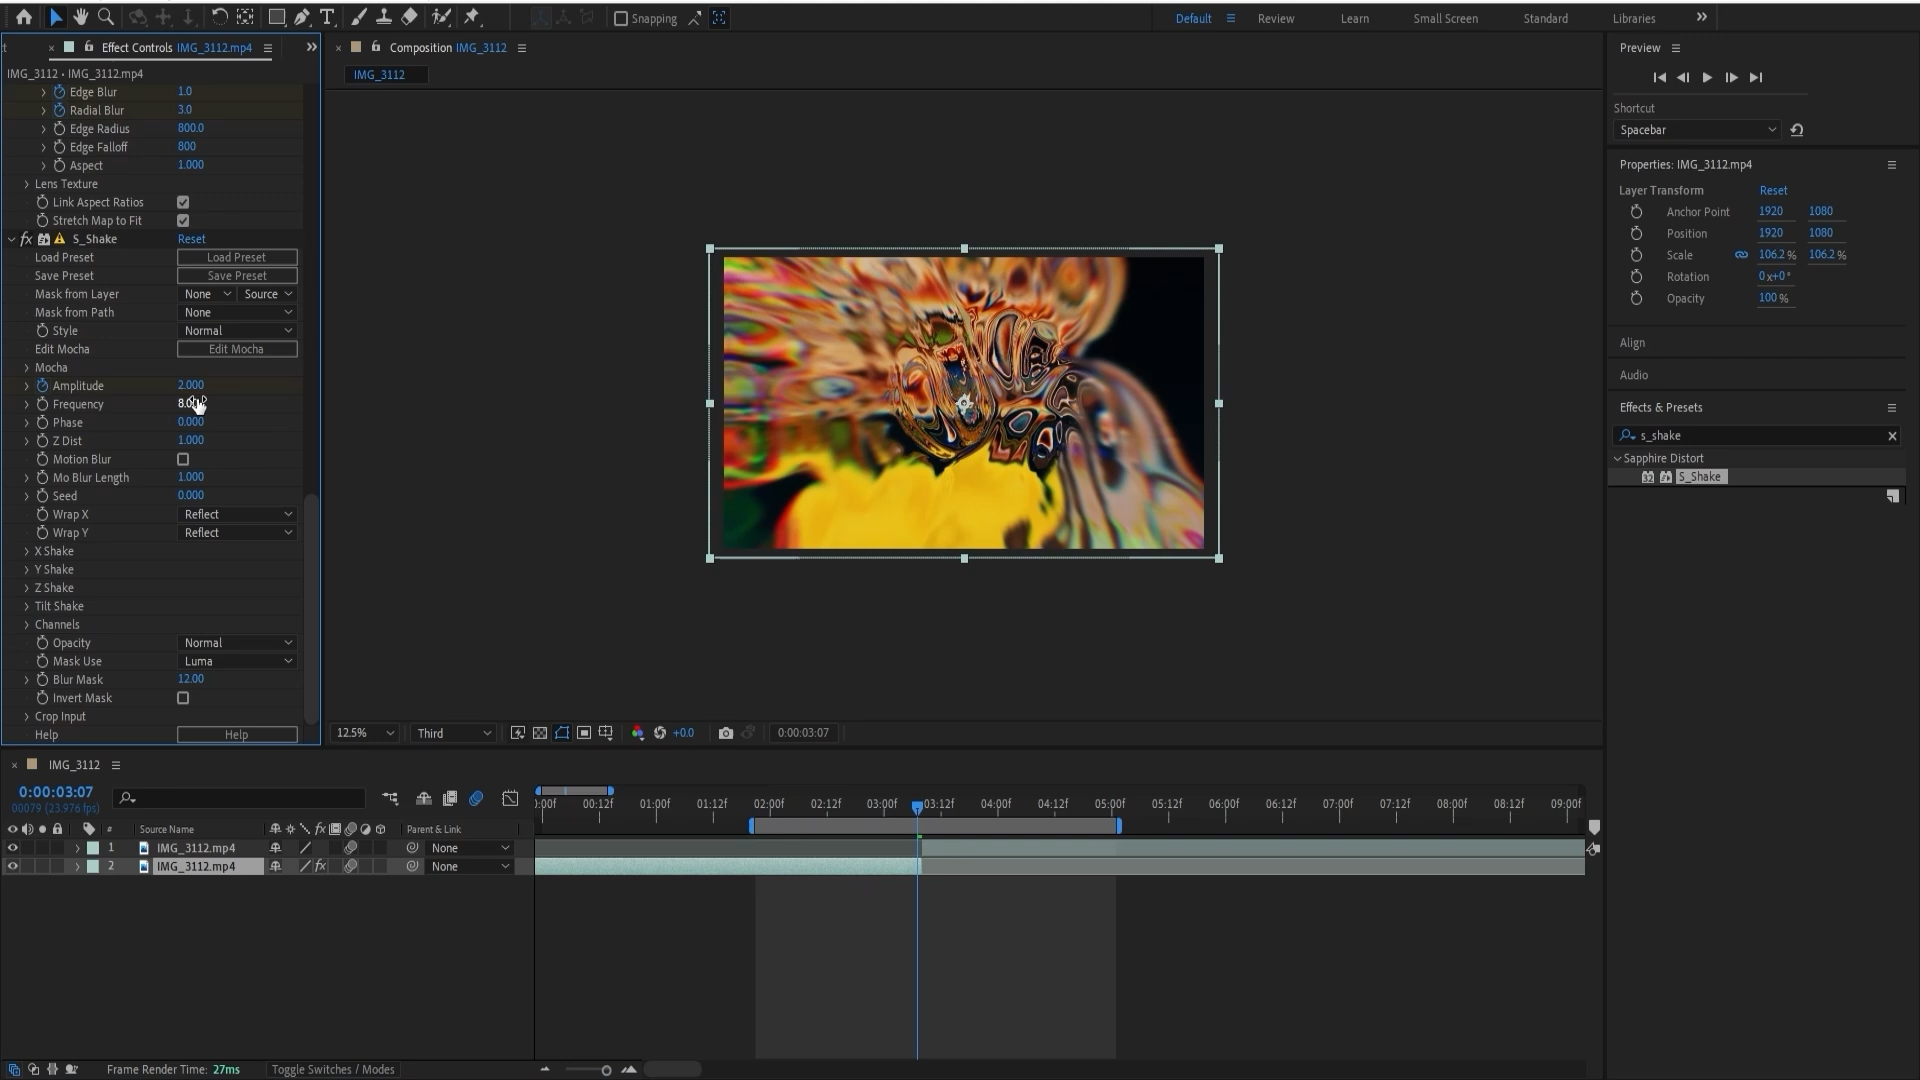 Snapping
Default
Review
Learn
Small Screen
Standard
Libraries
Effect Controls IMG_3112.mp4
IMG_3112 • IMG_3112.mp4
Edge Blur 1.0
Radial Blur 3.0
Edge Radius 800.0
Edge Falloff 800
Aspect 1.000
Lens Texture
Link Aspect Ratios
Stretch Map to Fit
fx S_Shake Reset
Load Preset Load Preset
Save Preset Save Preset
Mask from Layer None Source
Mask from Path None
Style Normal
Edit Mocha Edit Mocha
Mocha
Amplitude 2.000
Frequency
Phase 0.000
Z Dist 1.000
Motion Blur
Mo Blur Length 1.000
Seed 0.000
Wrap X Reflect
Wrap Y Reflect
X Shake
Y Shake
Z Shake
Tilt Shake
Channels
Opacity Normal
Mask Use Luma
Blur Mask 12.00
Invert Mask
Crop Input
Help Help
Composition IMG_3112
IMG_3112
12.5% Third +0.0 0:00:03:07
Preview
Shortcut
Spacebar
Properties: IMG_3112.mp4
Layer Transform Reset
Anchor Point 1920 1080
Position 1920 1080
Scale 106.2 % 106.2 %
Rotation 0 x+0 °
Opacity 100 %
Align
Audio
Effects & Presets
s_shake
Sapphire Distort
32 S_Shake
IMG_3112
0:00:03:07
00079 (23.976 fps)
:00f 00:12f 01:00f 01:12f 02:00f 02:12f 03:00f 03:12f 04:00f 04:12f 05:00f 05:12f 06:00f 06:12f 07:00f 07:12f 08:00f 08:12f 09:00f
# Source Name fx Parent & Link
1 IMG_3112.mp4 None
2 IMG_3112.mp4 fx None
Frame Render Time: 27ms Toggle Switches / Modes